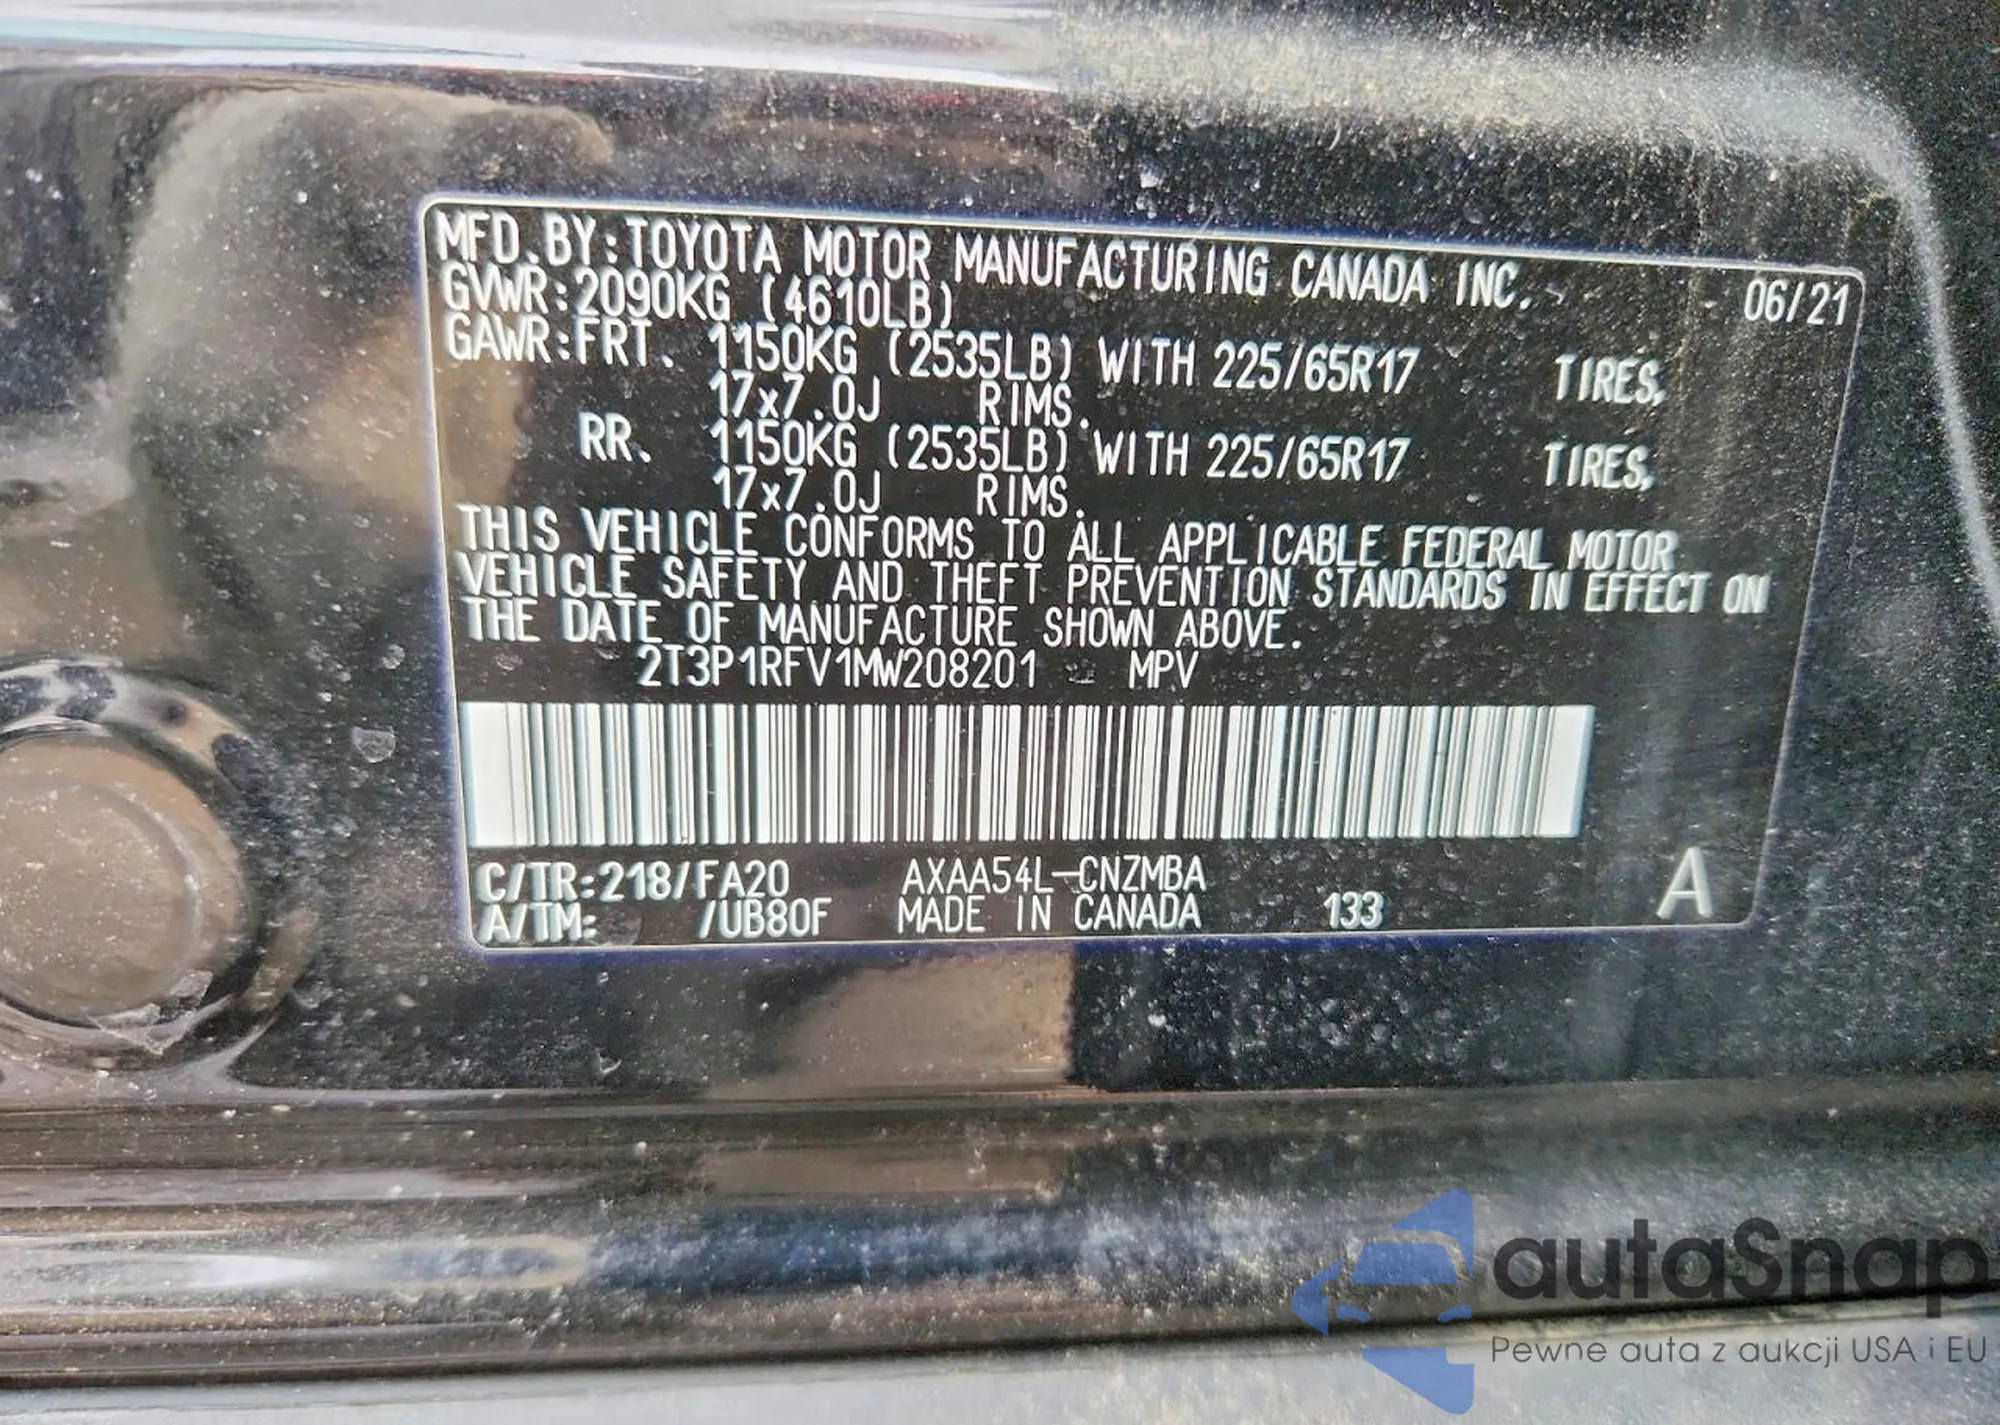 MFD.BY:TOYOTA MOTOR MANUFACTURING CANADA INC. 06/21
GVWR:2090KG (4610LB)
GAWR:FRT. 1150KG (2535LB) WITH 225/65R17 TIRES,
17x7.0J RIMS.
RR. 1150KG (2535LB) WITH 225/65R17 TIRES,
17x7.0J RIMS.
THIS VEHICLE CONFORMS TO ALL APPLICABLE FEDERAL MOTOR
VEHICLE SAFETY AND THEFT PREVENTION STANDARDS IN EFFECT ON
THE DATE OF MANUFACTURE SHOWN ABOVE.
2T3P1RFV1MW208201 MPV
C/TR:218/FA20 AXAA54L-CNZMBA
A/TM: /UB80F MADE IN CANADA 133 A
autaSnap
Pewne auta z aukcji USA i EU